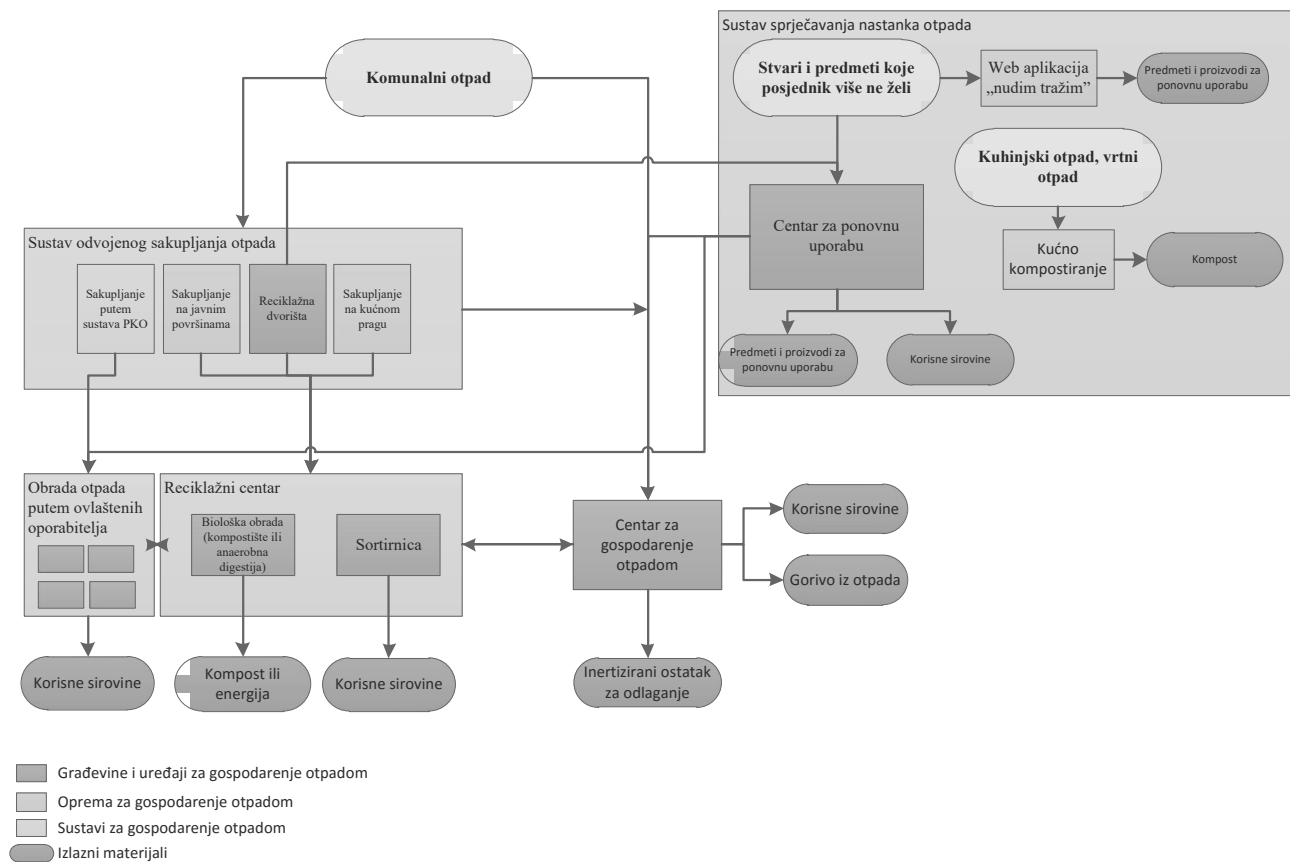 Sustav sprječavanja nastanka otpada
Komunalni otpad
Stvari i predmeti koje
posjednik više ne želi
Web aplikacija
„nudim tražim”
Predmeti i proizvodi za
ponovnu uporabu
Kuhinjski otpad, vrtni
otpad
Centar za ponovnu
uporabu
Kućno
kompostiranje
Kompost
Predmeti i proizvodi za
ponovnu uporabu
Korisne sirovine
Sustav odvojenog sakupljanja otpada
Sakupljanje
putem
sustava PKO
Sakupljanje
na javnim
površinama
Reciklažna
dvorišta
Sakupljanje
na kućnom
pragu
Obrada otpada
putem ovlaštenih
oporabitelja
Reciklažni centar
Biološka obrada
(kompostište ili
anaerobna
digestija)
Sortirnica
Centar za
gospodarenje
otpadom
Korisne sirovine
Gorivo iz otpada
Korisne sirovine
Kompost ili
energija
Korisne sirovine
Inertizirani ostatak
za odlaganje
Građevine i uređaji za gospodarenje otpadom
Oprema za gospodarenje otpadom
Sustavi za gospodarenje otpadom
Izlazni materijali